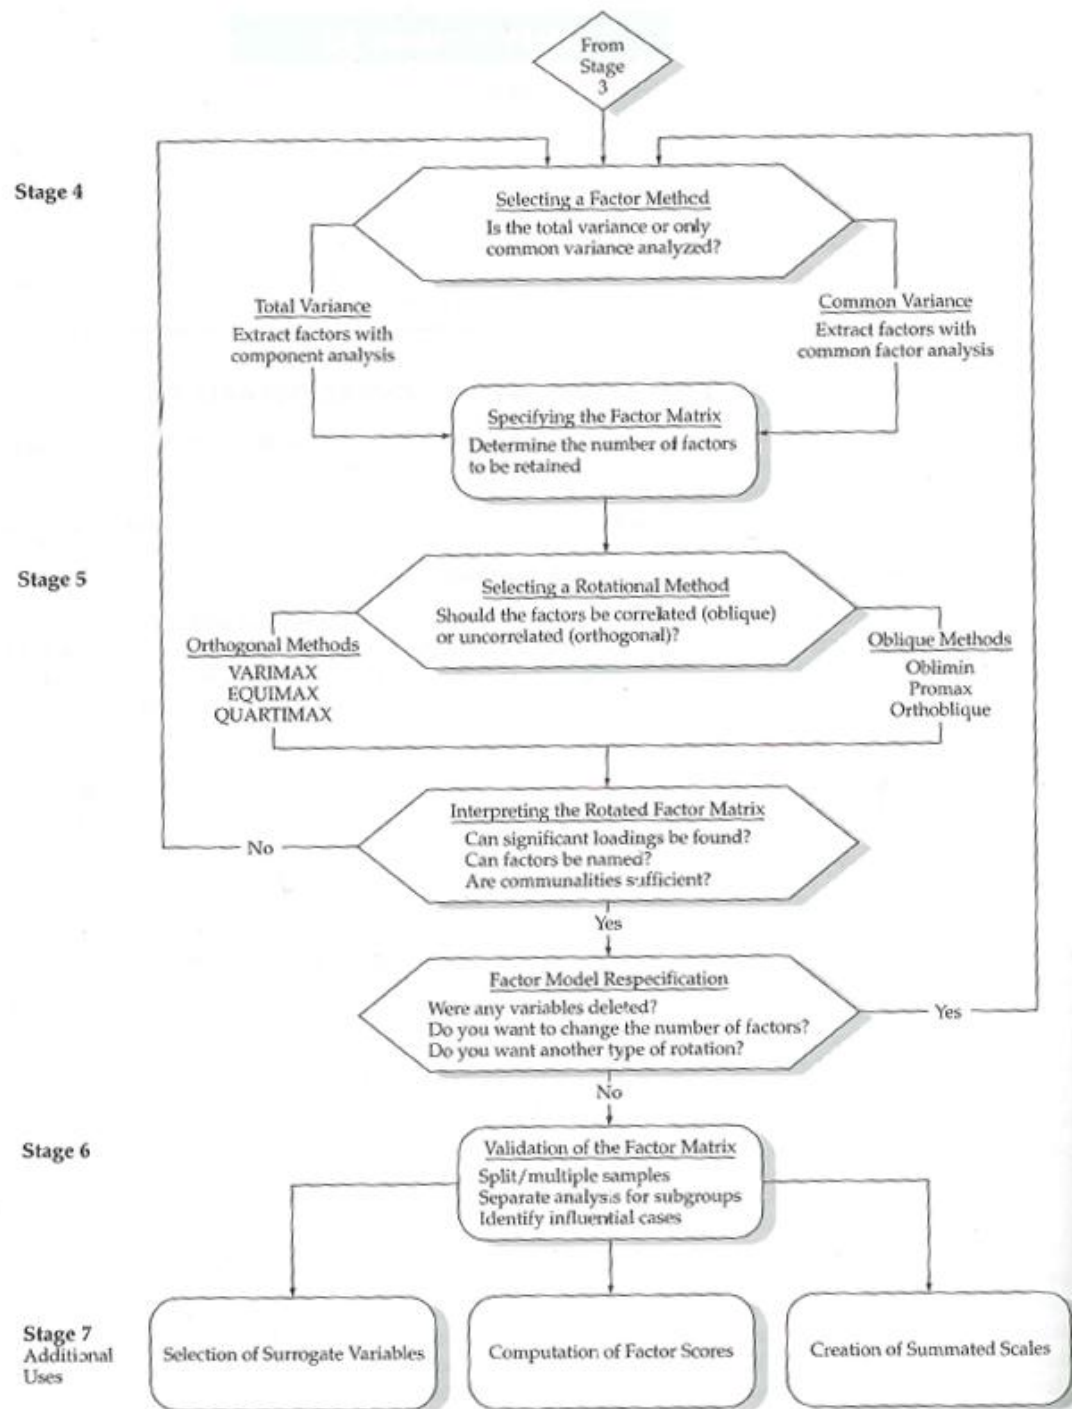 From
Stage
3
Stage 4
Selecting a Factor Method
Is the total variance or only
common variance analyzed?
Total Variance
Extract factors with
component analysis
Common Variance
Extract factors with
common factor analysis
Specifying the Factor Matrix
Determine the number of factors
to be retained
Stage 5
Selecting a Rotational Method
Should the factors be correlated (oblique)
or uncorrelated (orthogonal)?
Orthogonal Methods
VARIMAX
EQUIMAX
QUARTIMAX
Oblique Methods
Oblimin
Promax
Orthoblique
Interpreting the Rotated Factor Matrix
Can significant loadings be found?
Can factors be named?
Are communalities sufficient?
No
Yes
Factor Model Respecification
Were any variables deleted?
Do you want to change the number of factors?
Do you want another type of rotation?
Yes
No
Stage 6
Validation of the Factor Matrix
Split/multiple samples
Separate analysis for subgroups
Identify influential cases
Stage 7
Additional
Uses
Selection of Surrogate Variables
Computation of Factor Scores
Creation of Summated Scales